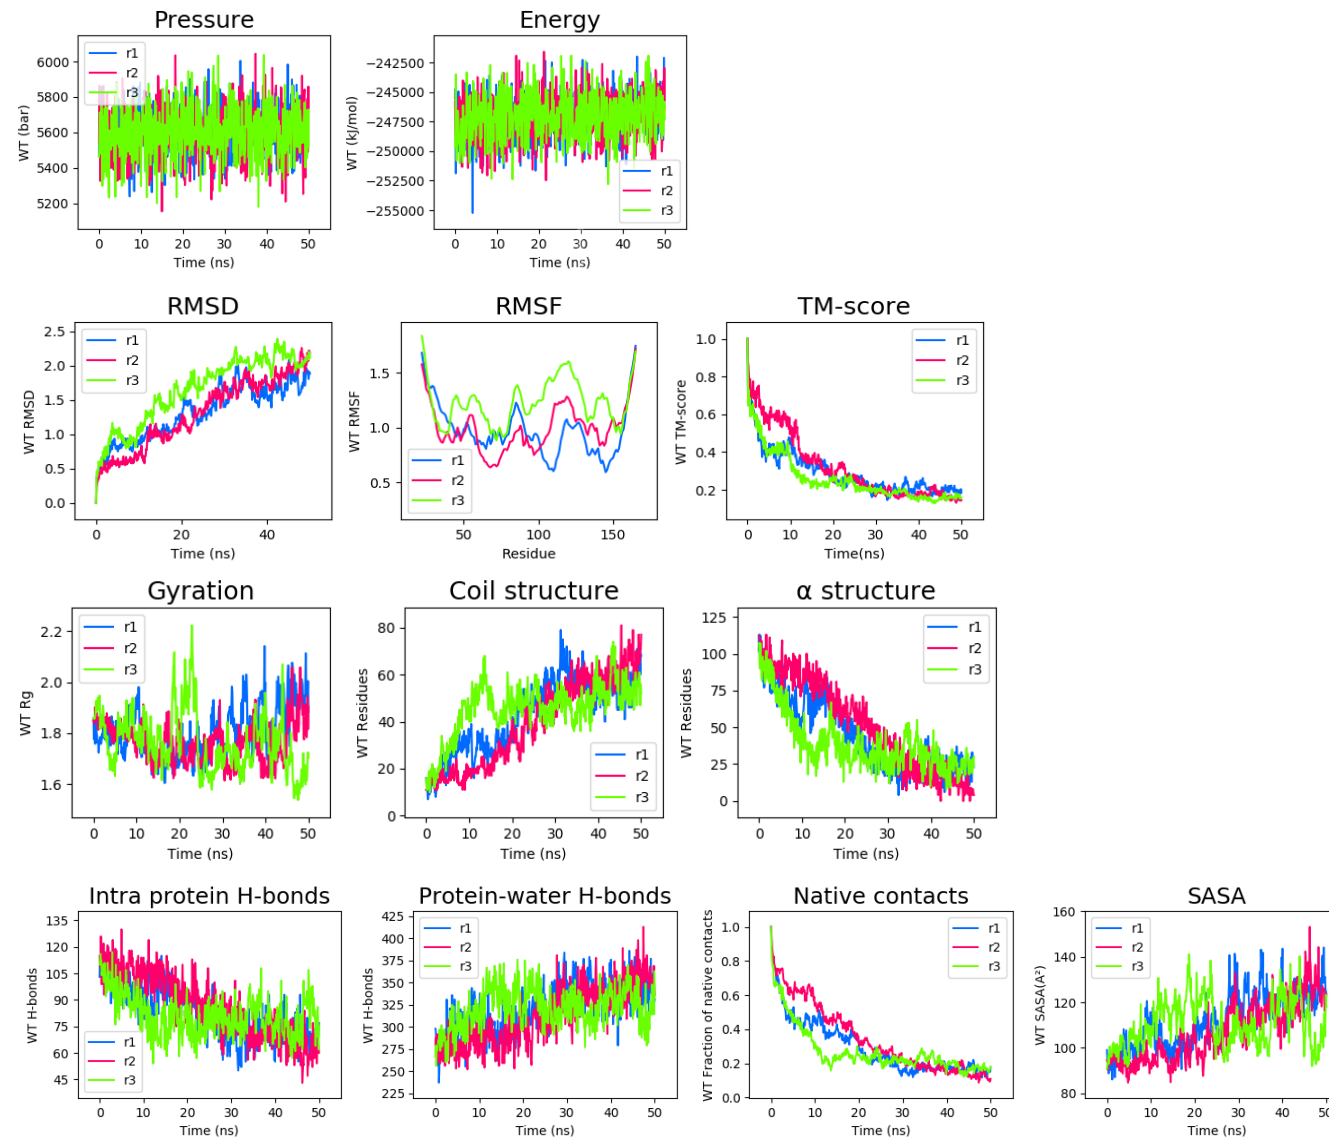 Pressure
Energy
WT (bar)
6000
5800
5600
5400
5200
r1
r2
r3
0 10 20 30 40 50
Time (ns)
WT (kJ/mol)
−242500
−245000
−247500
−250000
−252500
−255000
r1
r2
r3
0 10 20 30 40 50
Time (ns)
RMSD
RMSF
TM-score
WT RMSD
2.5
2.0
1.5
1.0
0.5
0.0
r1
r2
r3
0 20 40
Time (ns)
WT RMSF
1.5
1.0
0.5
r1
r2
r3
50 100 150
Residue
WT TM-score
1.0
0.8
0.6
0.4
0.2
r1
r2
r3
0 10 20 30 40 50
Time(ns)
Gyration
Coil structure
α structure
WT Rg
2.2
2.0
1.8
1.6
r1
r2
r3
0 10 20 30 40 50
Time (ns)
WT Residues
80
60
40
20
0
r1
r2
r3
0 10 20 30 40 50
Time (ns)
WT Residues
125
100
75
50
25
0
r1
r2
r3
0 10 20 30 40 50
Time (ns)
Intra protein H-bonds
Protein-water H-bonds
Native contacts
SASA
WT H-bonds
135
120
105
90
75
60
45
r1
r2
r3
0 10 20 30 40 50
Time (ns)
WT H-bonds
425
400
375
350
325
300
275
250
225
r1
r2
r3
0 10 20 30 40 50
Time (ns)
WT Fraction of native contacts
1.0
0.8
0.6
0.4
0.2
0.0
r1
r2
r3
0 10 20 30 40 50
Time (ns)
WT SASA(A²)
160
140
120
100
80
r1
r2
r3
0 10 20 30 40 50
Time (ns)